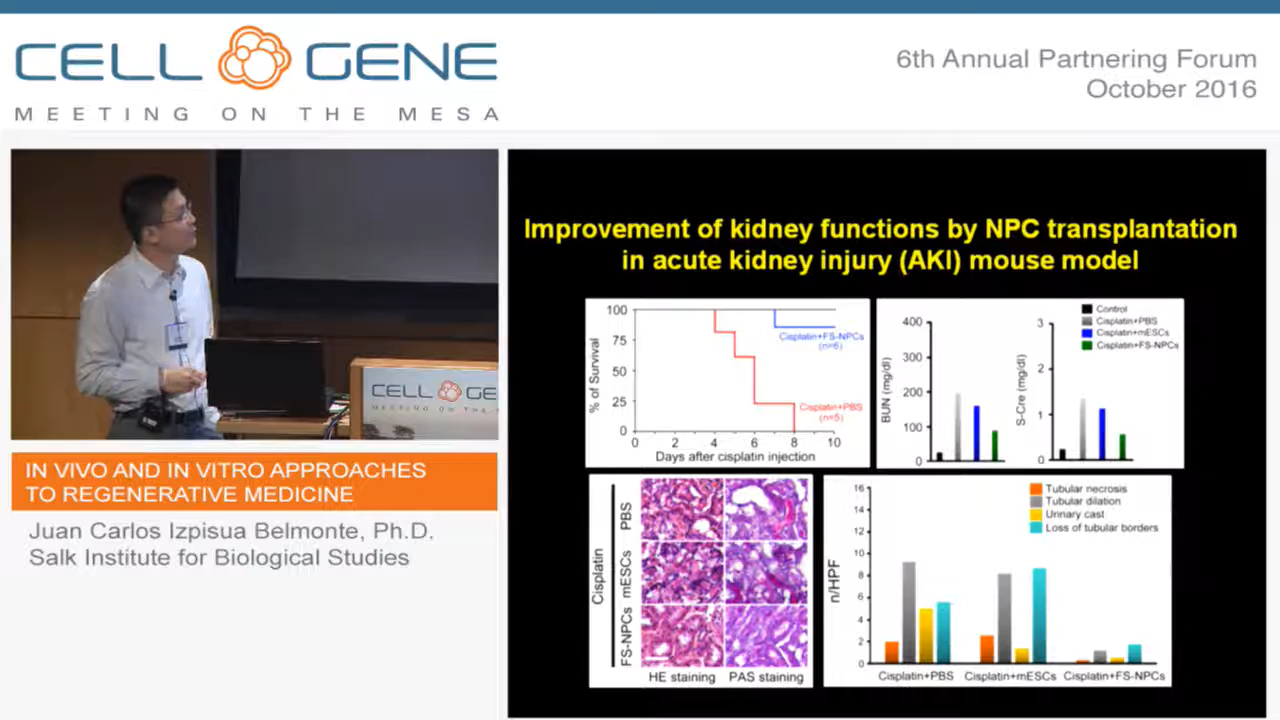 CELL GENE
MEETING ON THE MESA
6th Annual Partnering Forum
October 2016
CELL GE
MEETING ON THE M
IN VIVO AND IN VITRO APPROACHES
TO REGENERATIVE MEDICINE
Juan Carlos Izpisua Belmonte, Ph.D.
Salk Institute for Biological Studies
Improvement of kidney functions by NPC transplantation
in acute kidney injury (AKI) mouse model
% of Survival
100
75
50
25
0
0 2 4 6 8 10
Days after cisplatin injection
Cisplatin+FS-NPCs
(n=6)
Cisplatin+PBS
(n=5)
BUN (mg/dl)
400
300
200
100
0
S-Cre (mg/dl)
3
2
1
0
Control
Cisplatin+PBS
Cisplatin+mESCs
Cisplatin+FS-NPCs
Cisplatin
PBS
mESCs
FS-NPCs
HE staining PAS staining
n/HPF
16
14
12
10
8
6
4
2
0
Tubular necrosis
Tubular dilation
Urinary cast
Loss of tubular borders
Cisplatin+PBS Cisplatin+mESCs Cisplatin+FS-NPCs